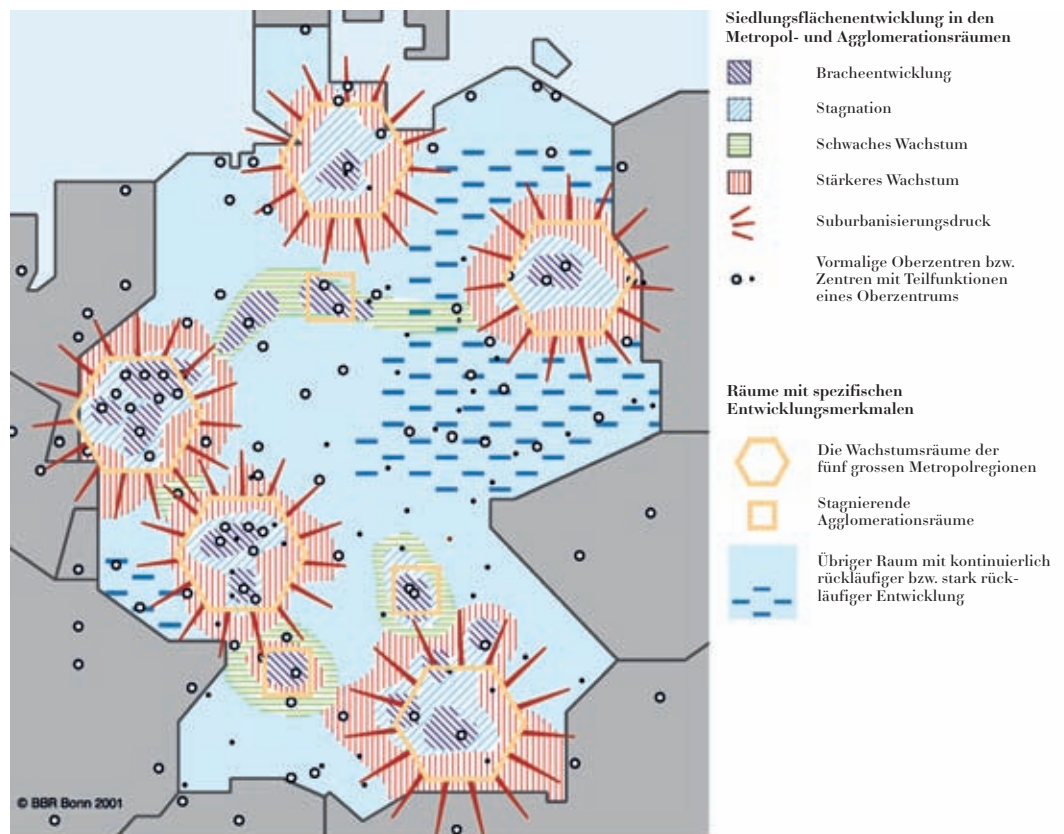 Siedlungsflächenentwicklung in den
Metropol- und Agglomerationsräumen
Bracheentwicklung
Stagnation
Schwaches Wachstum
Stärkeres Wachstum
Suburbanisierungsdruck
Vormalige Oberzentren bzw.
Zentren mit Teilfunktionen
eines Oberzentrums
Räume mit spezifischen
Entwicklungsmerkmalen
Die Wachstumsräume der
fünf grossen Metropolregionen
Stagnierende
Agglomerationsräume
Übriger Raum mit kontinuierlich
rückläufiger bzw. stark rück-
läufiger Entwicklung
© BBR Bonn 2001